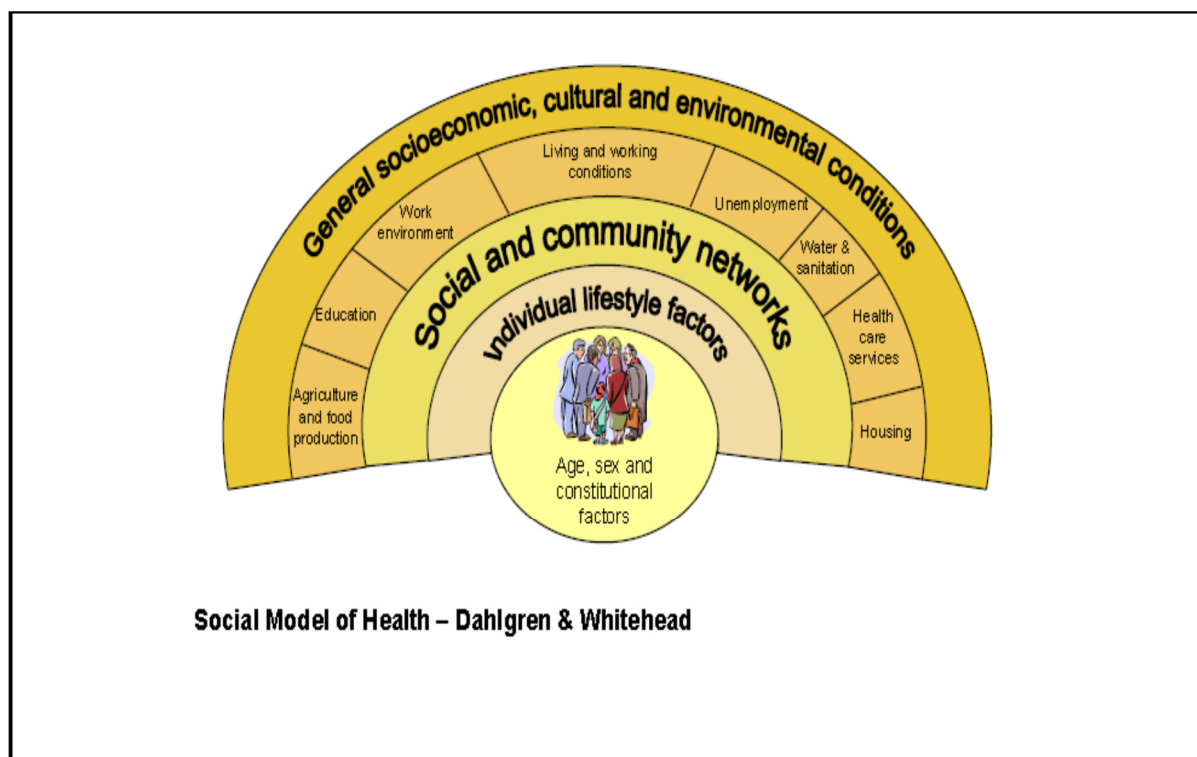 General socioeconomic, cultural and environmental conditions
Living and working
conditions
Work
environment
Unemployment
Education
Water &
sanitation
Agriculture
and food
production
Health
care
services
Housing
Social and community networks
Individual lifestyle factors
Age, sex and
constitutional
factors
Social Model of Health – Dahlgren & Whitehead